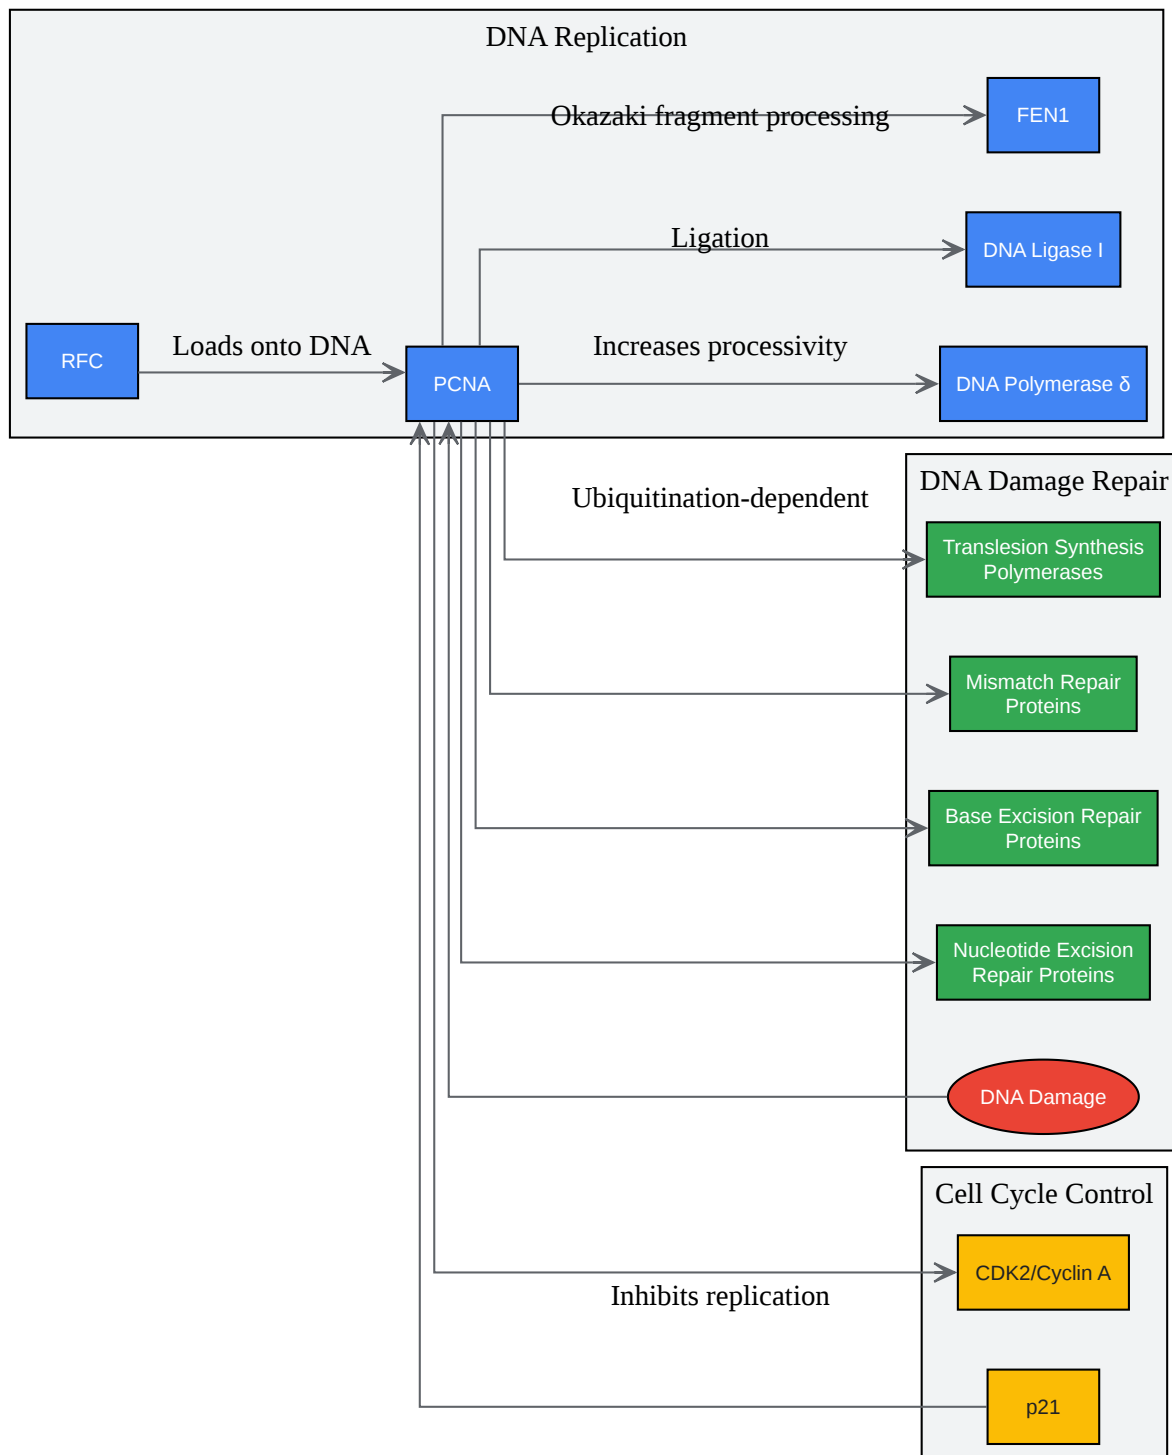 DNA Replication
Okazaki fragment processing
FEN1
Ligation
DNA Ligase I
RFC
Loads onto DNA
PCNA
Increases processivity
DNA Polymerase δ
DNA Damage Repair
Ubiquitination-dependent
Translesion Synthesis
Polymerases
Mismatch Repair
Proteins
Base Excision Repair
Proteins
Nucleotide Excision
Repair Proteins
DNA Damage
Cell Cycle Control
CDK2/Cyclin A
Inhibits replication
p21